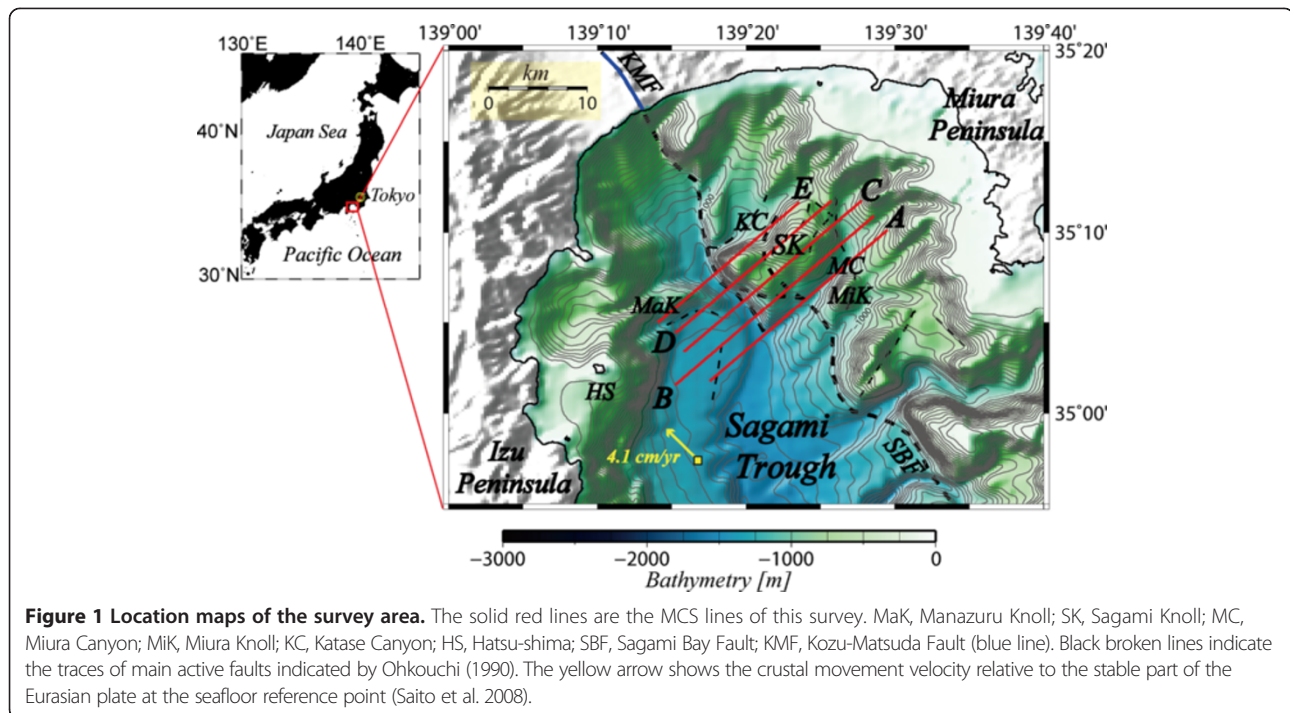 139°00' 139°10' 139°20' 139°30' 139°40'
130°E 140°E
35°20'
KMF
km
0 10
Miura
Peninsula
Japan Sea
40°N
E C
A
Tokyo
KC
SK
35°10'
Pacific Ocean
MC
30°N
MiK
MaK
1000
1000
D
HS
B
35°00'
Sagami
Trough
SBF
4.1 cm/yr
Izu
Peninsula
−3000 −2000 −1000 0
Bathymetry [m]
Figure 1 Location maps of the survey area. The solid red lines are the MCS lines of this survey. MaK, Manazuru Knoll; SK, Sagami Knoll; MC,
Miura Canyon; MiK, Miura Knoll; KC, Katase Canyon; HS, Hatsu-shima; SBF, Sagami Bay Fault; KMF, Kozu-Matsuda Fault (blue line). Black broken lines indicate
the traces of main active faults indicated by Ohkouchi (1990). The yellow arrow shows the crustal movement velocity relative to the stable part of the
Eurasian plate at the seafloor reference point (Saito et al. 2008).